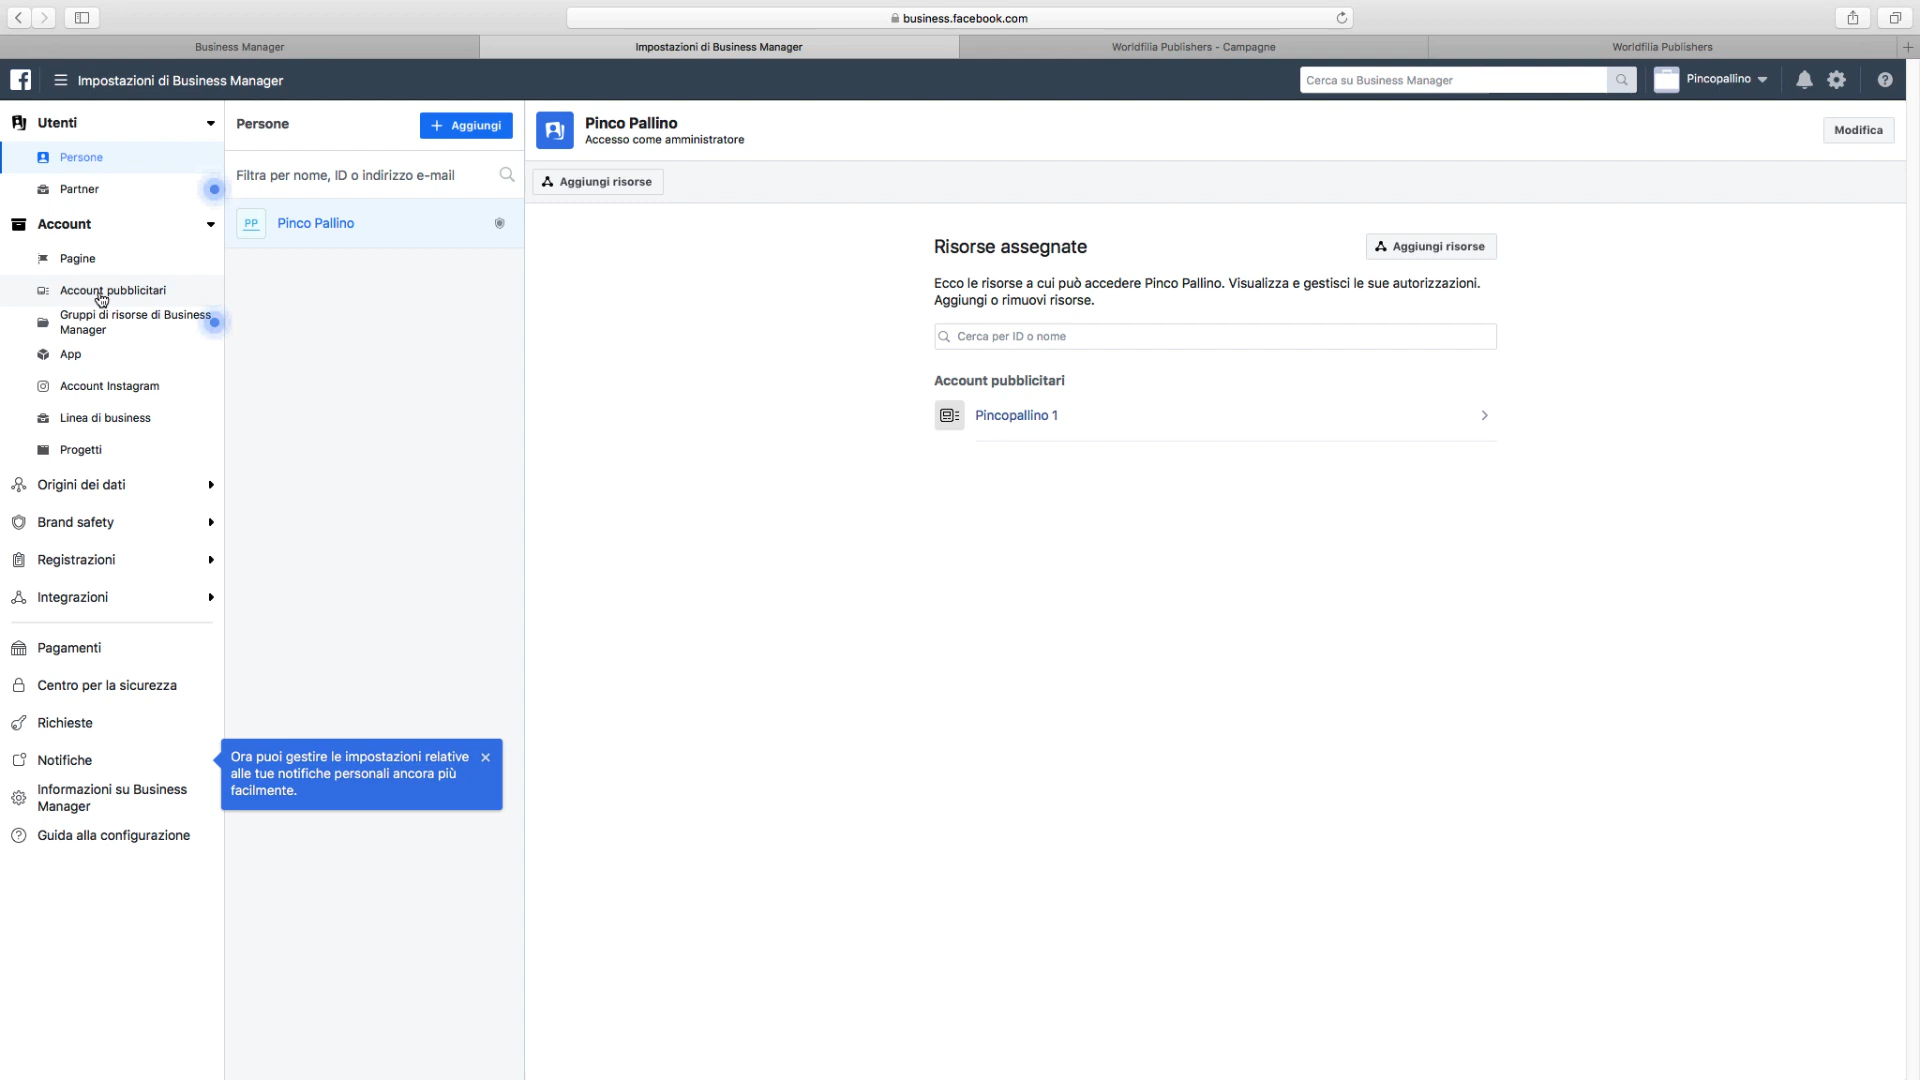 business.facebook.com
Business Manager
Impostazioni di Business Manager
Worldfilia Publishers - Campagne
Worldfilia Publishers
Impostazioni di Business Manager
Cerca su Business Manager
Pincopallino
Utenti
Persone
Partner
Account
Pagine
Account pubblicitari
Gruppi di risorse di Business
Manager
App
Account Instagram
Linea di business
Progetti
Origini dei dati
Brand safety
Registrazioni
Integrazioni
Pagamenti
Centro per la sicurezza
Richieste
Notifiche
Informazioni su Business
Manager
Guida alla configurazione
Persone
+ Aggiungi
Filtra per nome, ID o indirizzo e-mail
PP
Pinco Pallino
Ora puoi gestire le impostazioni relative
alle tue notifiche personali ancora più
facilmente.
Pinco Pallino
Accesso come amministratore
Modifica
Aggiungi risorse
Risorse assegnate
Aggiungi risorse
Ecco le risorse a cui può accedere Pinco Pallino. Visualizza e gestisci le sue autorizzazioni.
Aggiungi o rimuovi risorse.
Cerca per ID o nome
Account pubblicitari
Pincopallino 1